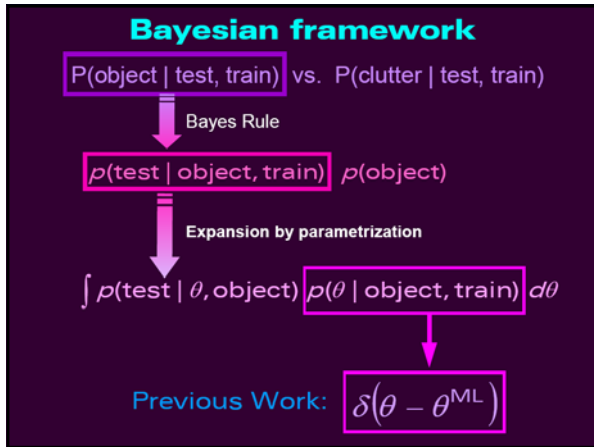 Bayesian framework
P(object | test, train) vs. P(clutter | test, train)
Bayes Rule
p(test | object, train) p(object)
Expansion by parametrization
∫ p(test | θ, object) p(θ | object, train) dθ
Previous Work: δ(θ − θ^ML)